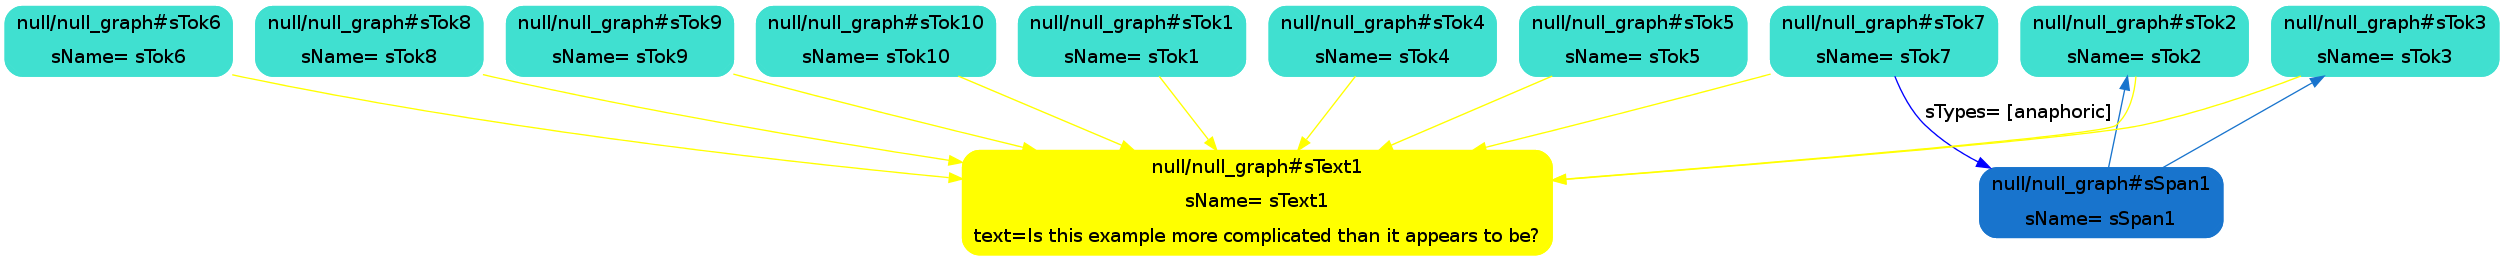 null/null_graph#sTok6
sName= sTok6
null/null_graph#sTok8
sName= sTok8
null/null_graph#sTok9
sName= sTok9
null/null_graph#sTok10
sName= sTok10
null/null_graph#sTok1
sName= sTok1
null/null_graph#sTok4
sName= sTok4
null/null_graph#sTok5
sName= sTok5
null/null_graph#sTok7
sName= sTok7
null/null_graph#sTok2
sName= sTok2
null/null_graph#sTok3
sName= sTok3
sTypes= [anaphoric]
null/null_graph#sText1
sName= sText1
text=Is this example more complicated than it appears to be?
null/null_graph#sSpan1
sName= sSpan1